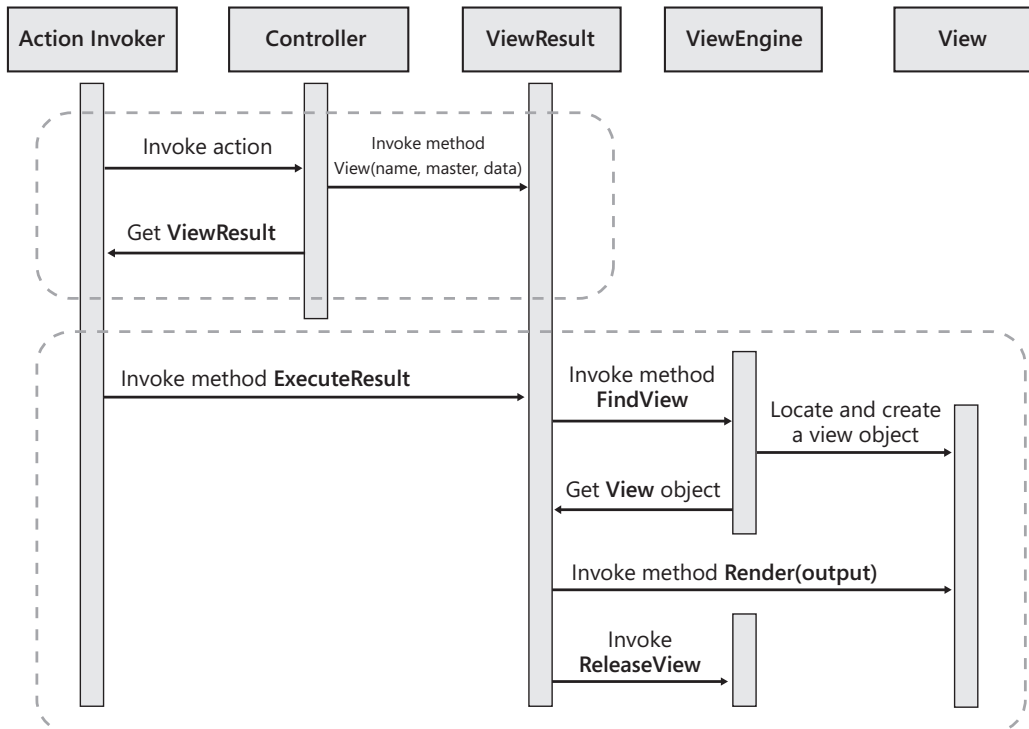 Action Invoker
Controller
ViewResult
ViewEngine
View
Invoke action
Invoke method
View(name, master, data)
Get ViewResult
Invoke method ExecuteResult
Invoke method
FindView
Locate and create
a view object
Get View object
Invoke method Render(output)
Invoke
ReleaseView